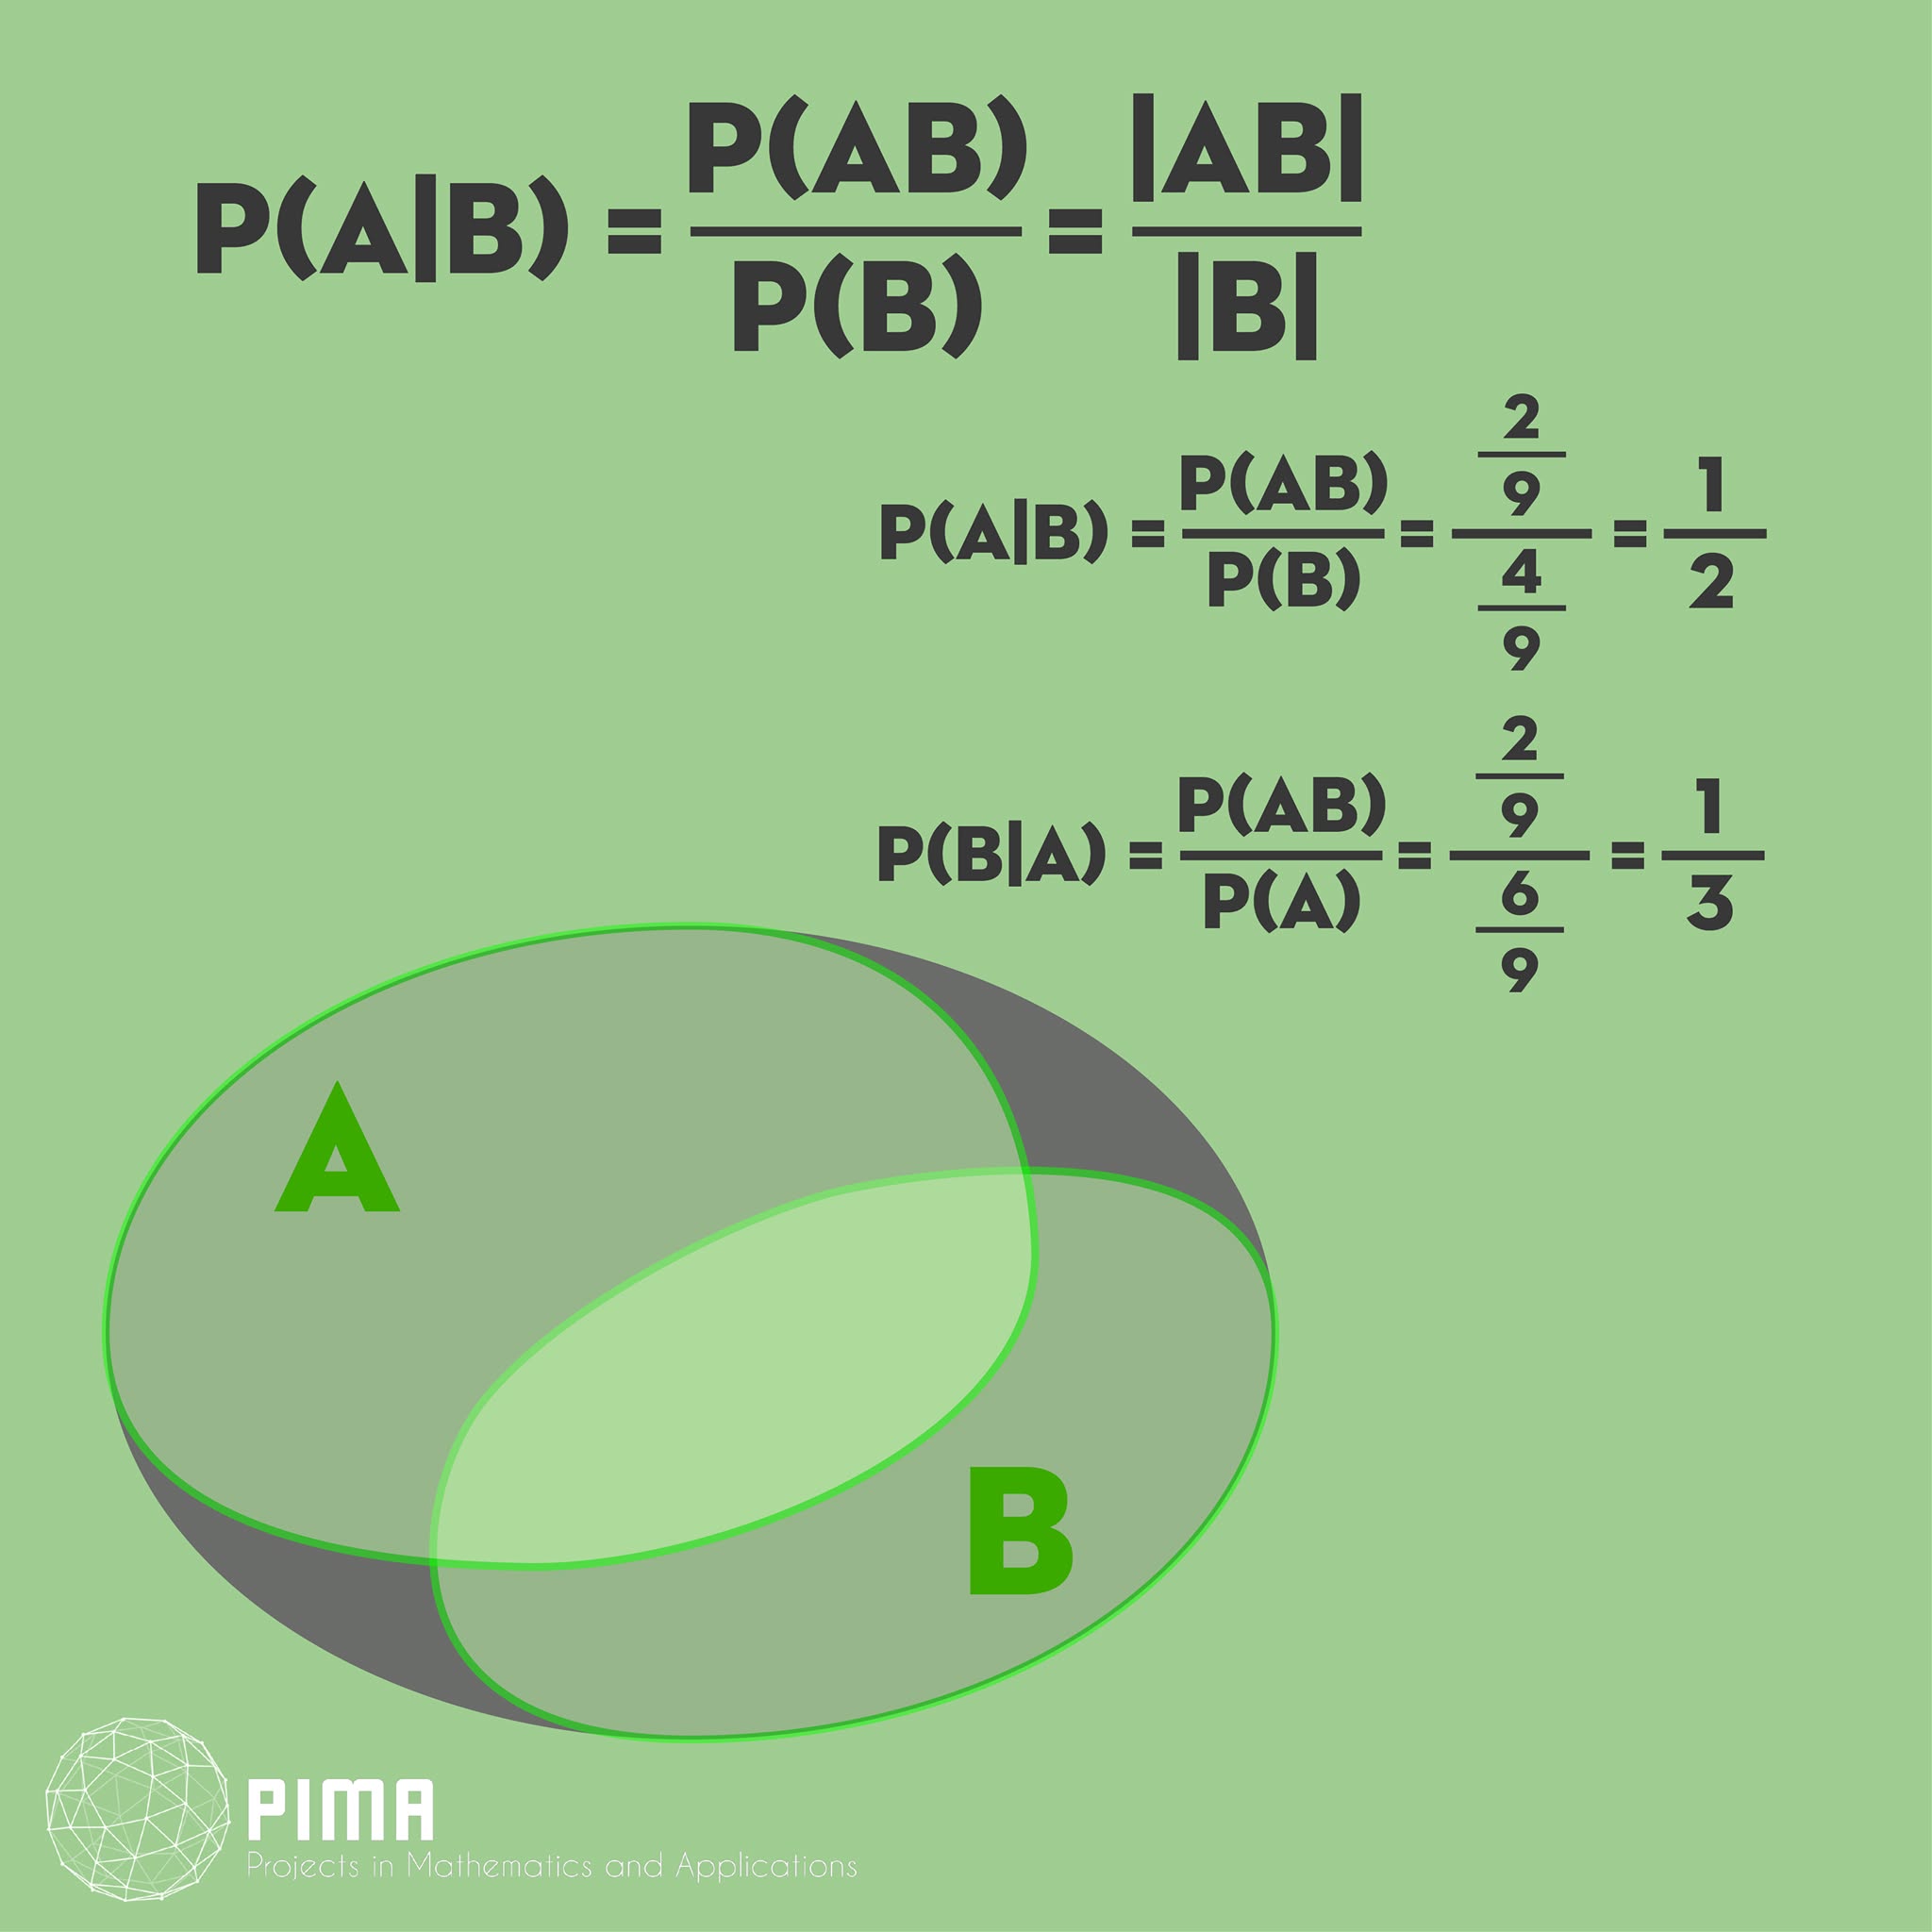 P(A|B) = P(AB) / P(B) = |AB| / |B|
P(A|B) = P(AB) / P(B) = 2/9 / 4/9 = 1/2
P(B|A) = P(AB) / P(A) = 2/9 / 6/9 = 1/3
A
B
PIMA
Projects in Mathematics and Applications